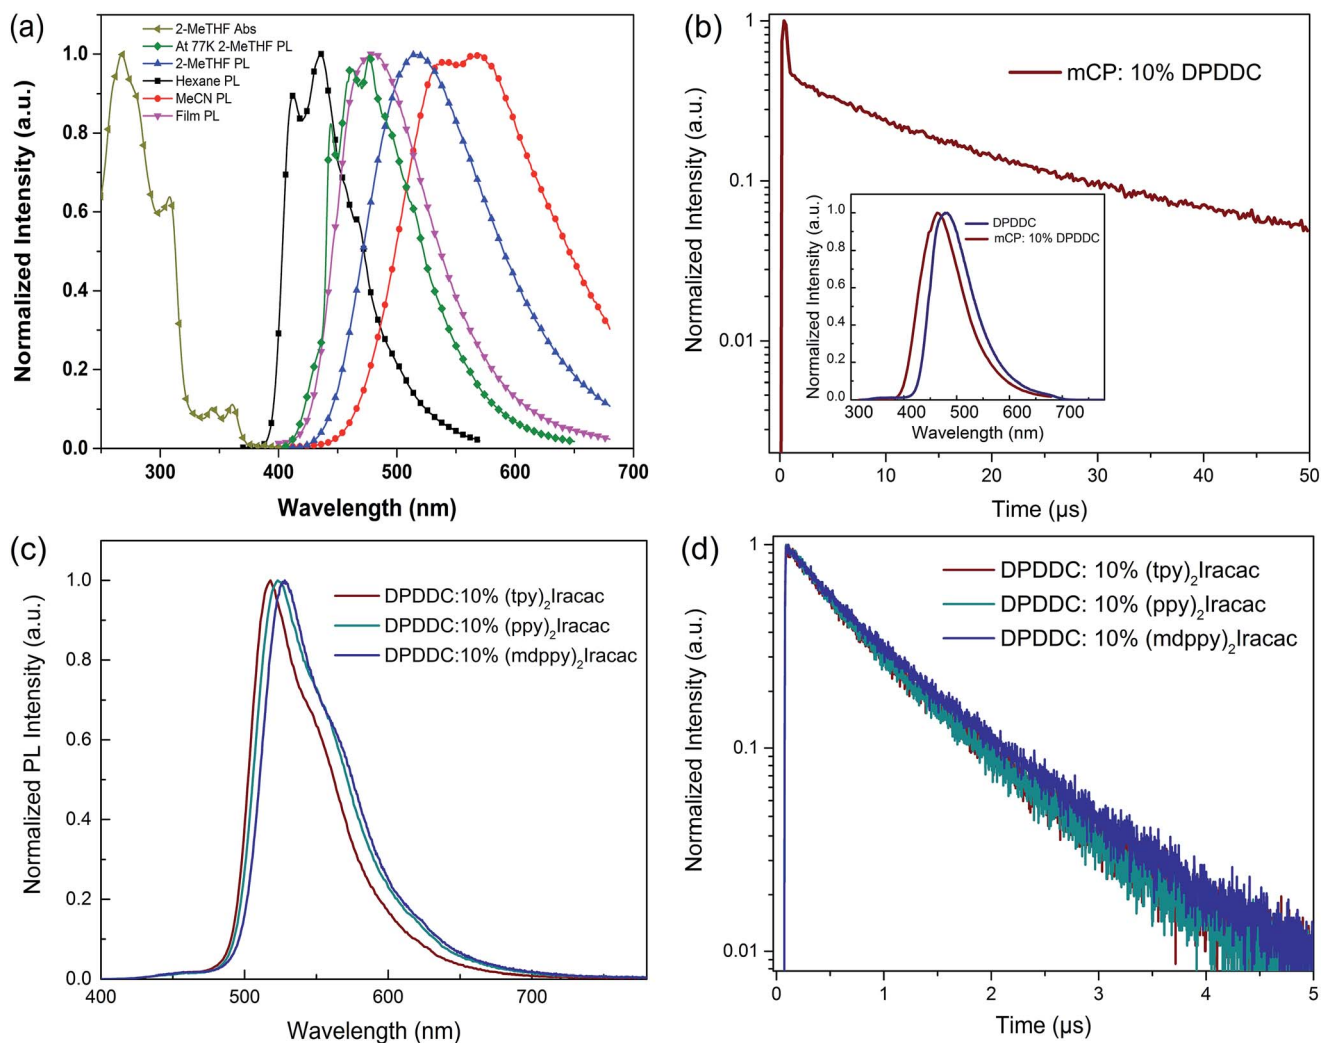 (a)
2-MeTHF Abs
At 77K 2-MeTHF PL
2-MeTHF PL
Hexane PL
MeCN PL
Film PL
Normalized Intensity (a.u.)
1.0
0.8
0.6
0.4
0.2
0.0
300 400 500 600 700
Wavelength (nm)
(b)
mCP: 10% DPDDC
Normalized Intensity (a.u.)
1
0.1
0.01
0 10 20 30 40 50
Time (µs)
DPDDC
mCP: 10% DPDDC
Normalized Intensity (a.u.)
1.0
0.8
0.6
0.4
0.2
0.0
300 400 500 600 700
Wavelength (nm)
(c)
DPDDC:10% (tpy)₂Iracac
DPDDC:10% (ppy)₂Iracac
DPDDC:10% (mdppy)₂Iracac
Normalized PL Intensity (a.u.)
1.0
0.8
0.6
0.4
0.2
0.0
400 500 600 700
Wavelength (nm)
(d)
DPDDC: 10% (tpy)₂Iracac
DPDDC: 10% (ppy)₂Iracac
DPDDC: 10% (mdppy)₂Iracac
Normalized Intensity (a.u.)
1
0.1
0.01
0 1 2 3 4 5
Time (µs)